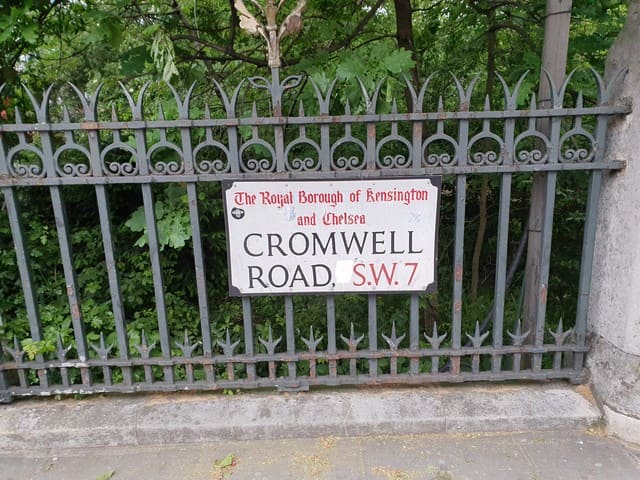 The Royal Borough of Kensington
and Chelsea
CROMWELL
ROAD, S.W.7